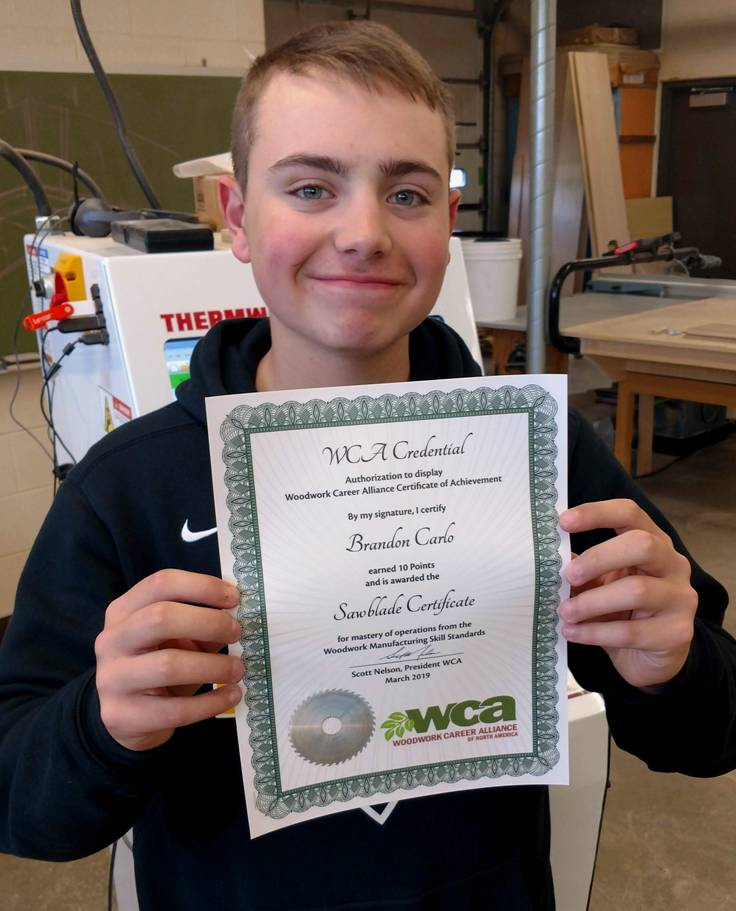 THERMW
WCA Credential
Authorization to display
Woodwork Career Alliance Certificate of Achievement
By my signature, I certify
Brandon Carlo
earned 10 Points
and is awarded the
Sawblade Certificate
for mastery of operations from the
Woodwork Manufacturing Skill Standards
Scott Nelson, President WCA
March 2019
wca
WOODWORK CAREER ALLIANCE
OF NORTH AMERICA